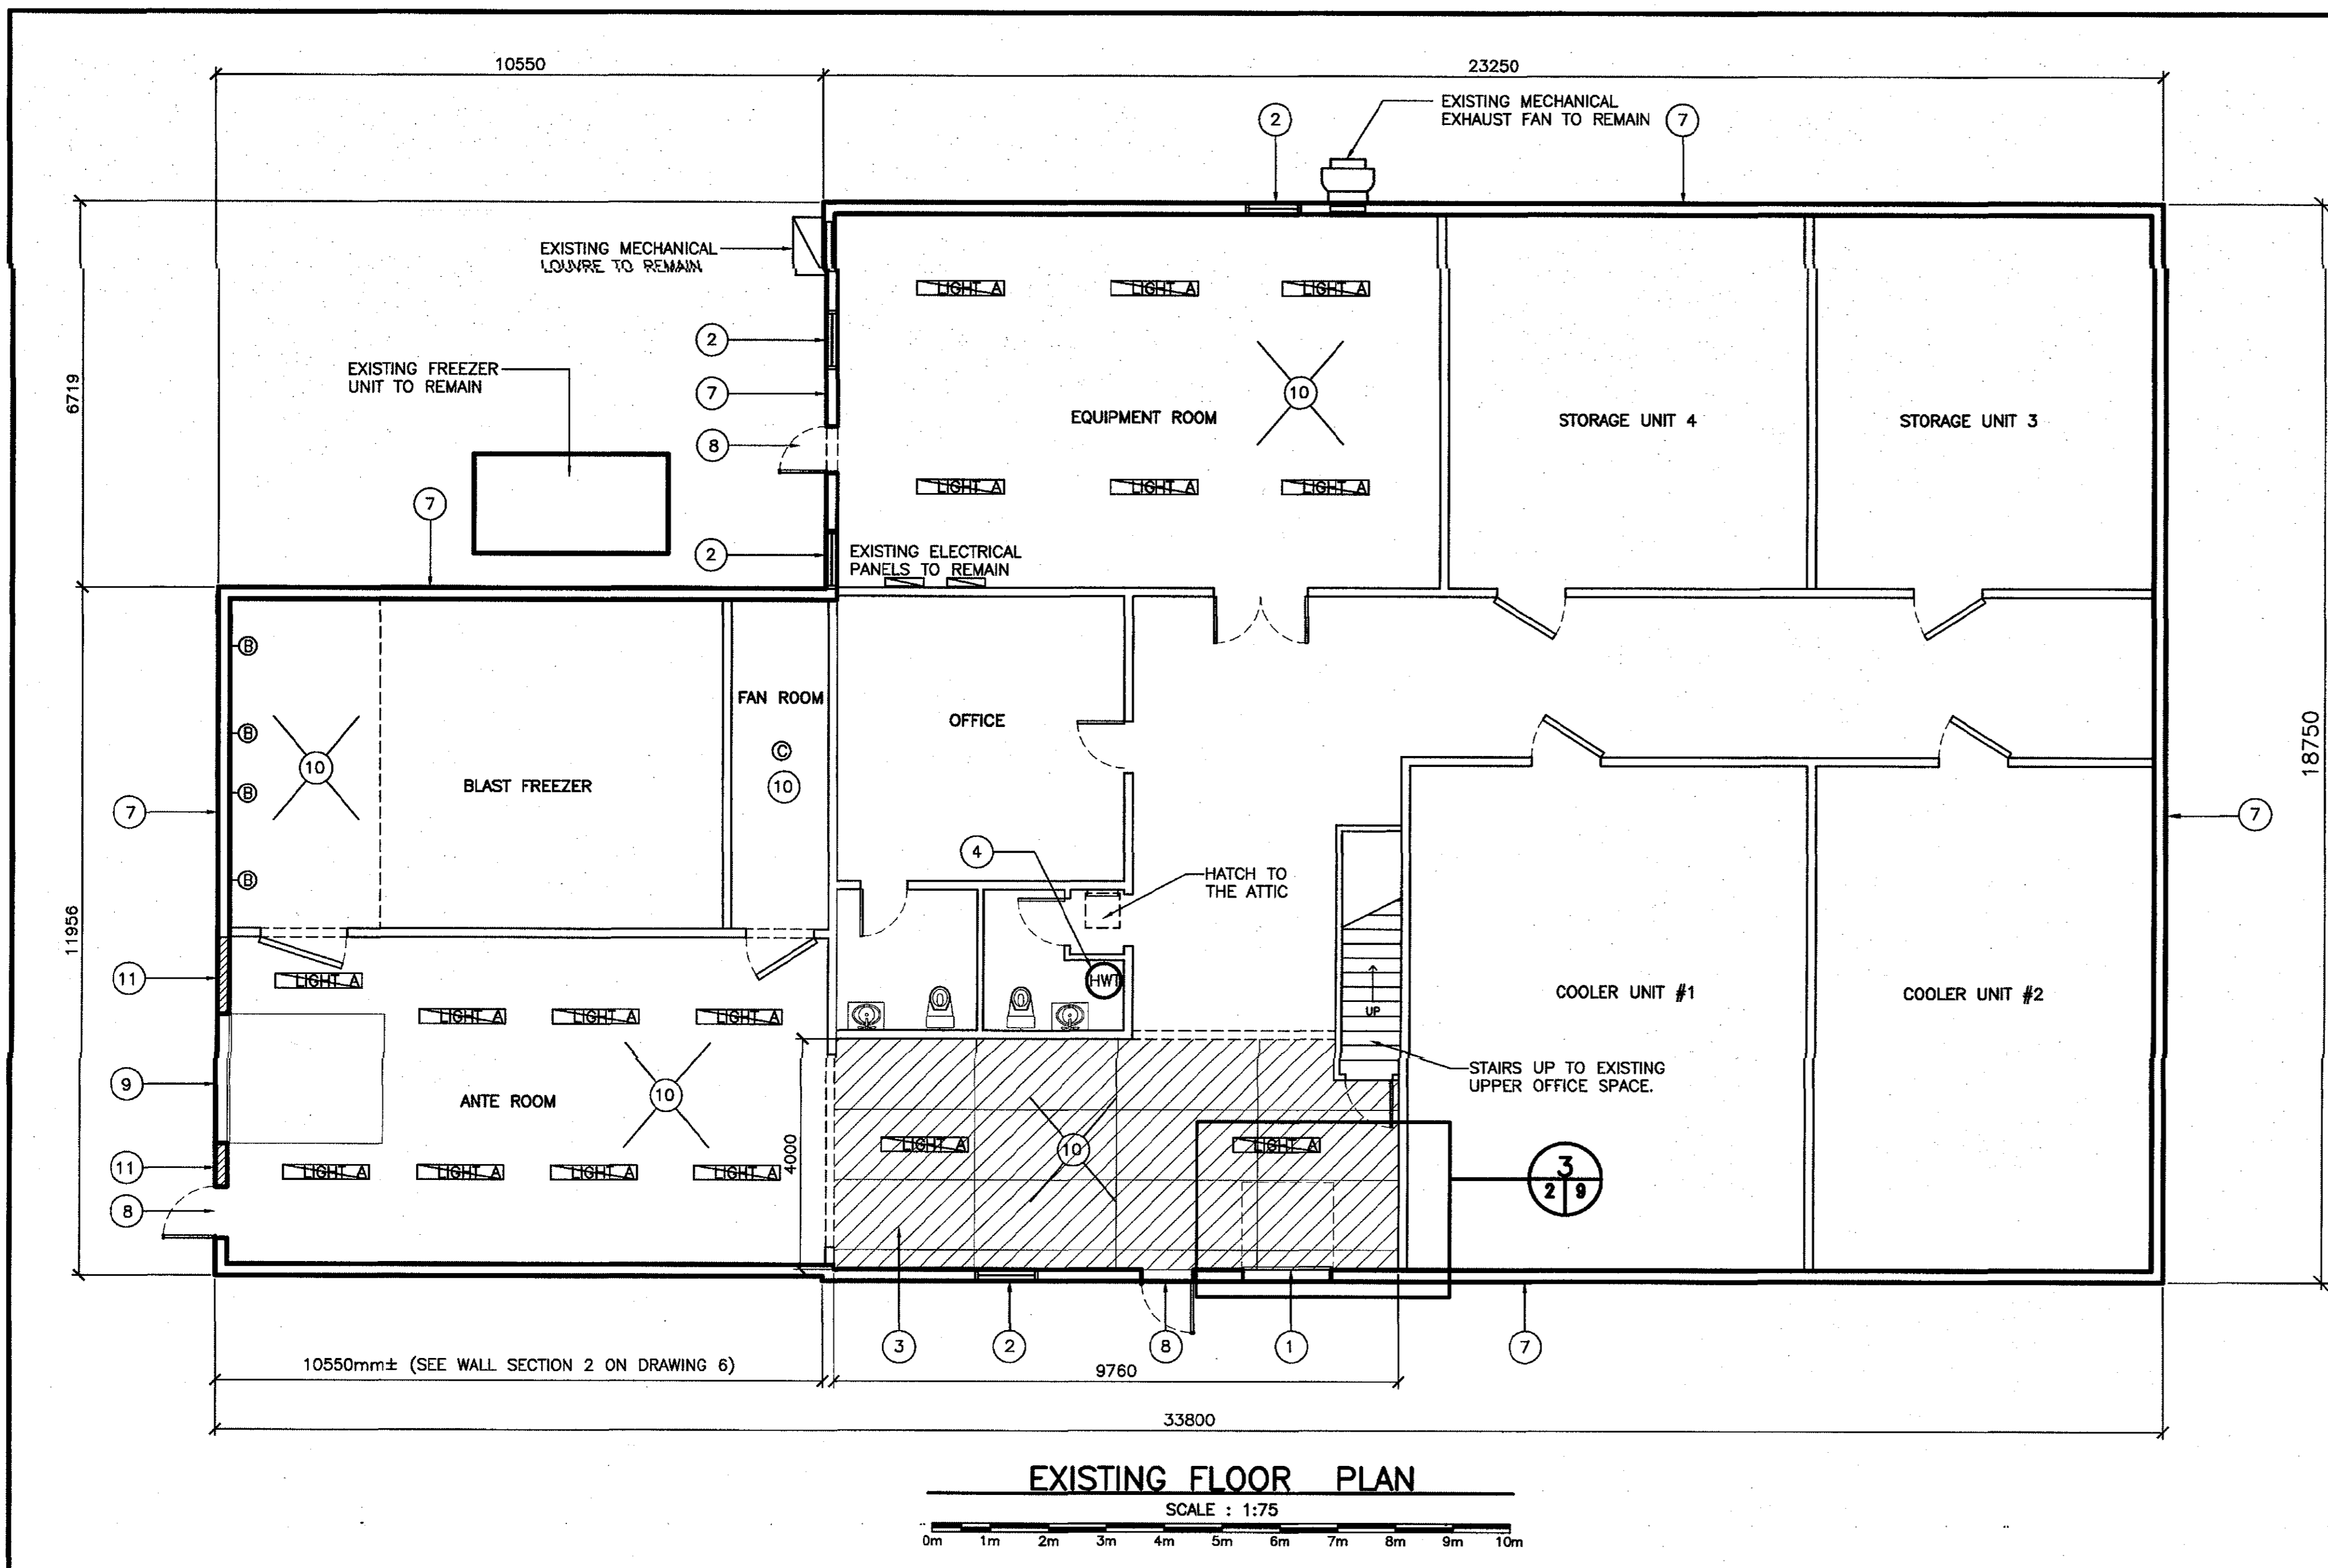 10550
23250
EXISTING MECHANICAL
EXHAUST FAN TO REMAIN
2
7
EXISTING MECHANICAL
LOUVRE TO REMAIN
LIGHT A
LIGHT A
LIGHT A
2
EXISTING FREEZER
UNIT TO REMAIN
6719
7
10
EQUIPMENT ROOM
STORAGE UNIT 4
STORAGE UNIT 3
8
LIGHT A
LIGHT A
LIGHT A
7
2
EXISTING ELECTRICAL
PANELS TO REMAIN
B
FAN ROOM
OFFICE
B
C
10
BLAST FREEZER
10
B
18750
7
7
4
HATCH TO
THE ATTIC
B
11956
11
LIGHT A
HWT
COOLER UNIT #1
COOLER UNIT #2
LIGHT A
LIGHT A
LIGHT A
UP
9
ANTE ROOM
10
STAIRS UP TO EXISTING
UPPER OFFICE SPACE.
4000
LIGHT A
10
LIGHT A
3
2 9
11
LIGHT A
LIGHT A
LIGHT A
LIGHT A
8
3
2
8
1
7
10550mm± (SEE WALL SECTION 2 ON DRAWING 6)
9760
33800
EXISTING FLOOR PLAN
SCALE : 1:75
0m 1m 2m 3m 4m 5m 6m 7m 8m 9m 10m